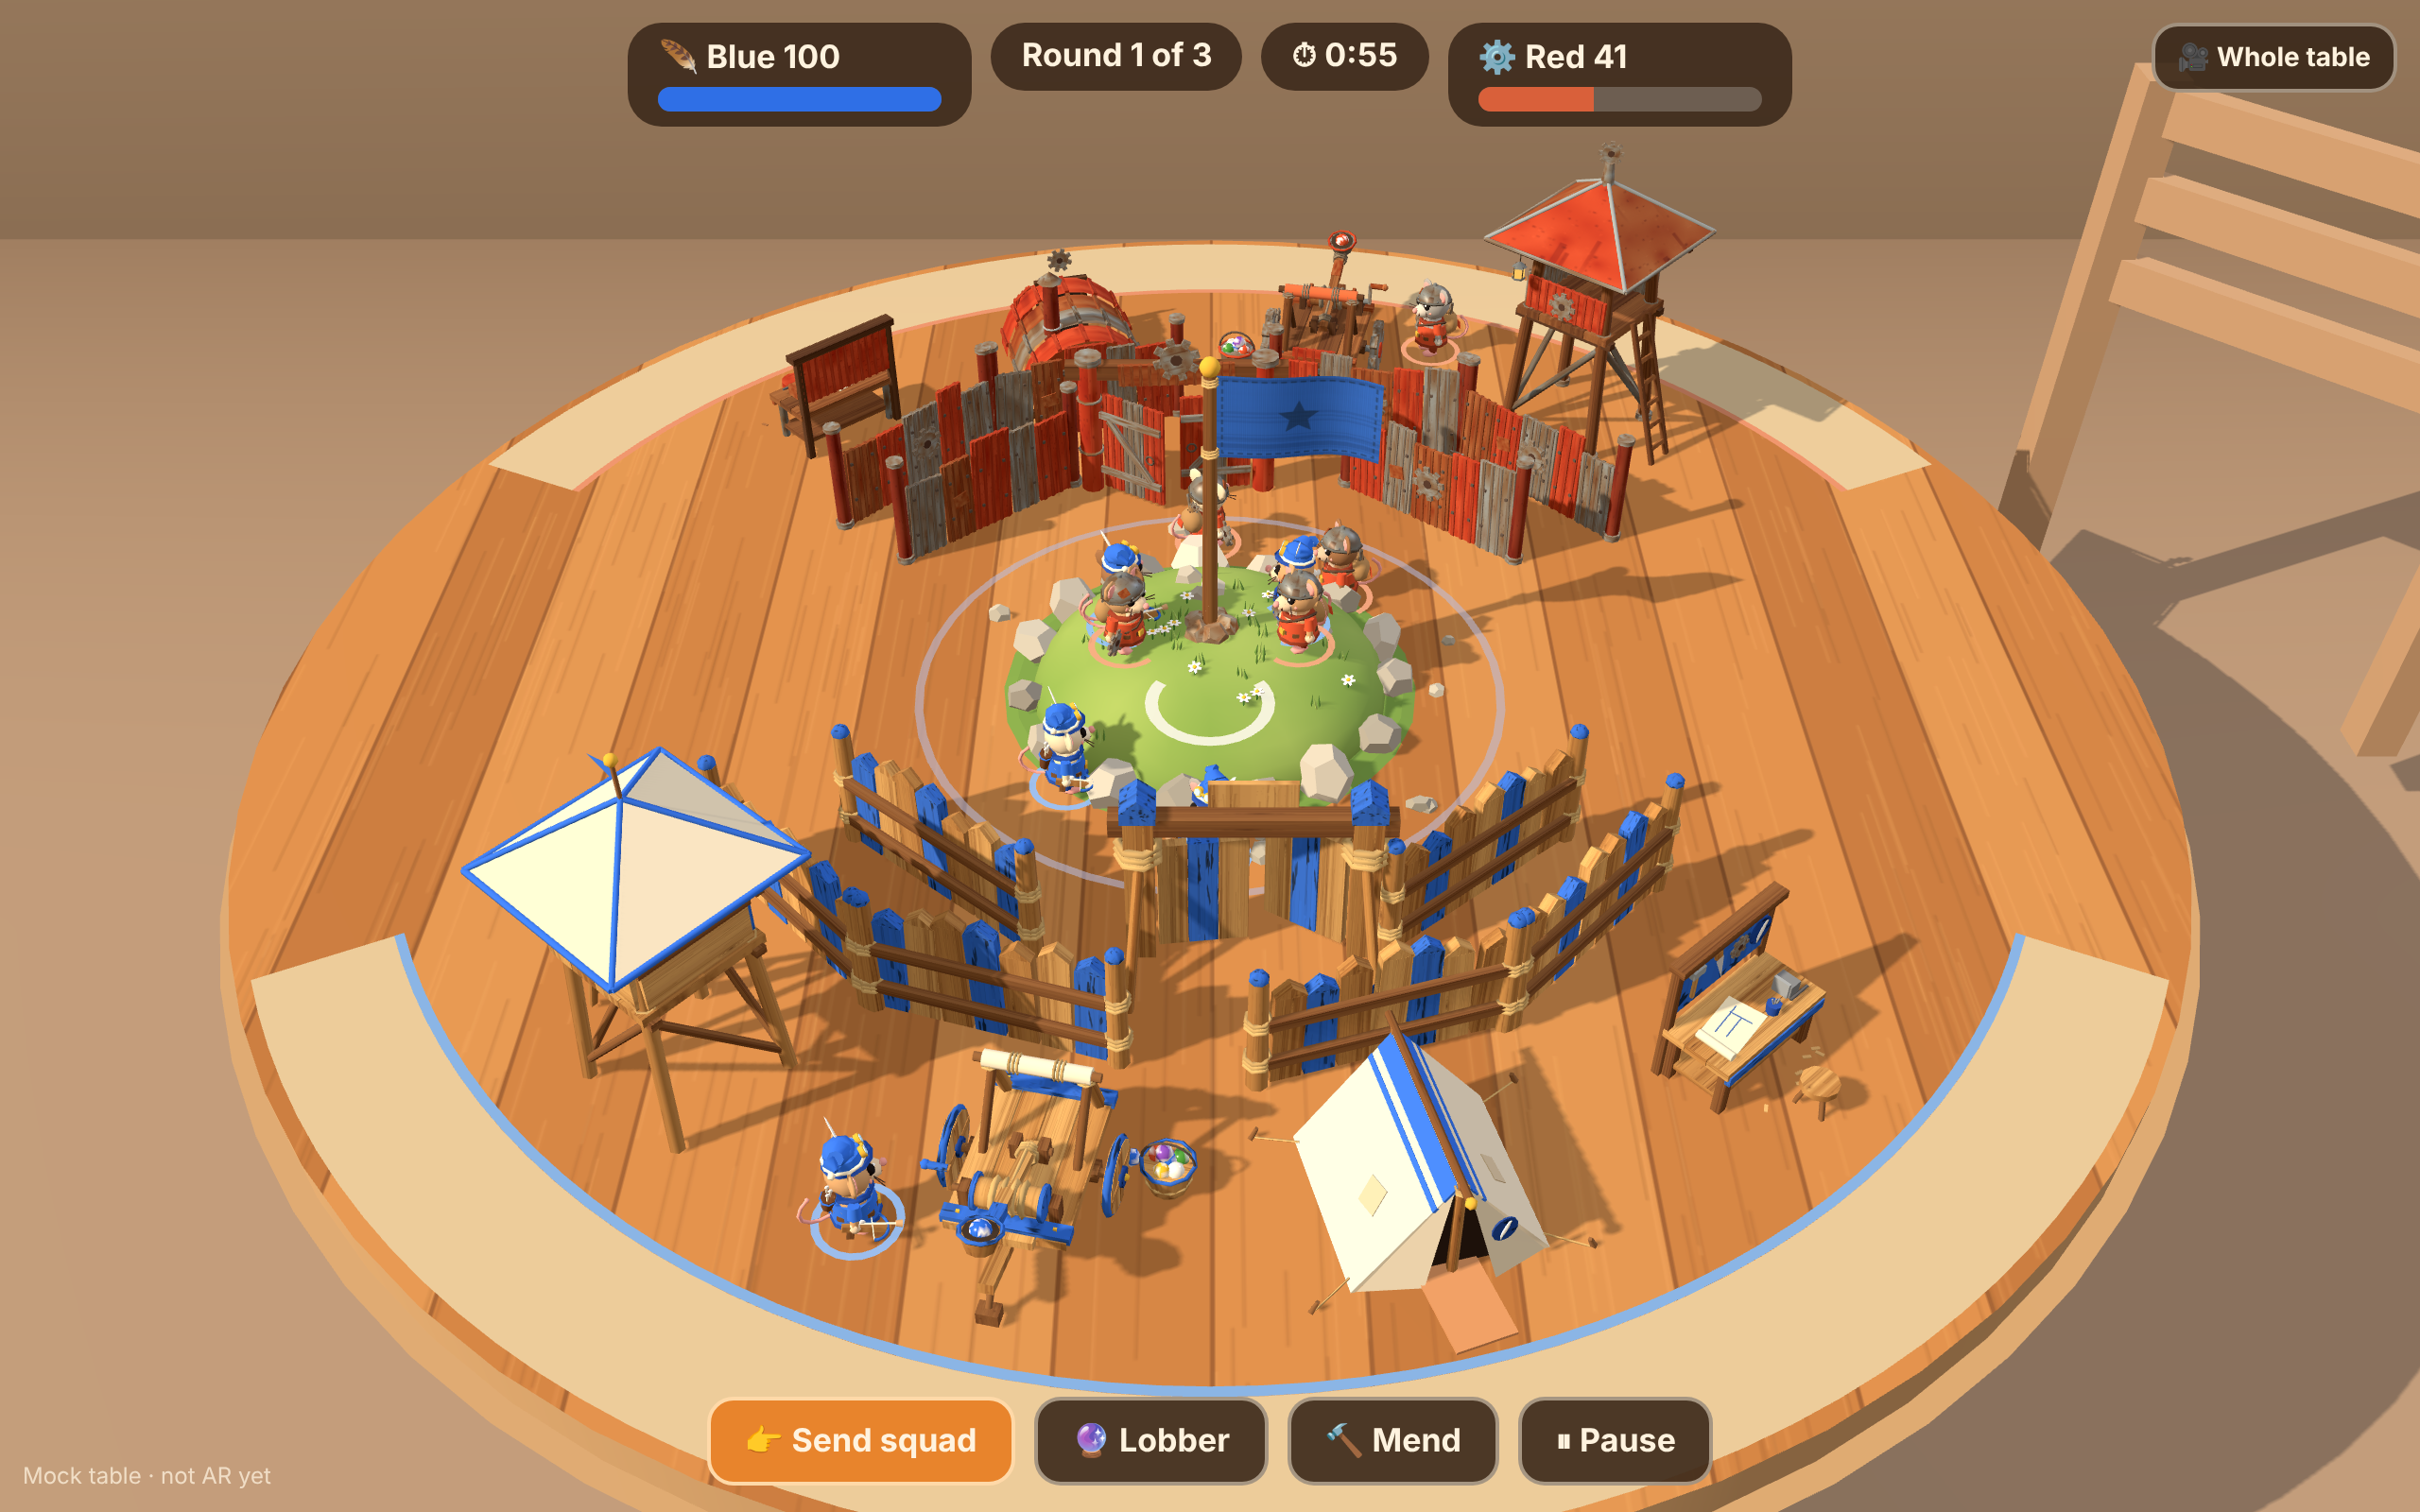 Blue 100
Round 1 of 3
0:55
Red 41
Whole table
Send squad
Lobber
Mend
Pause
Mock table · not AR yet